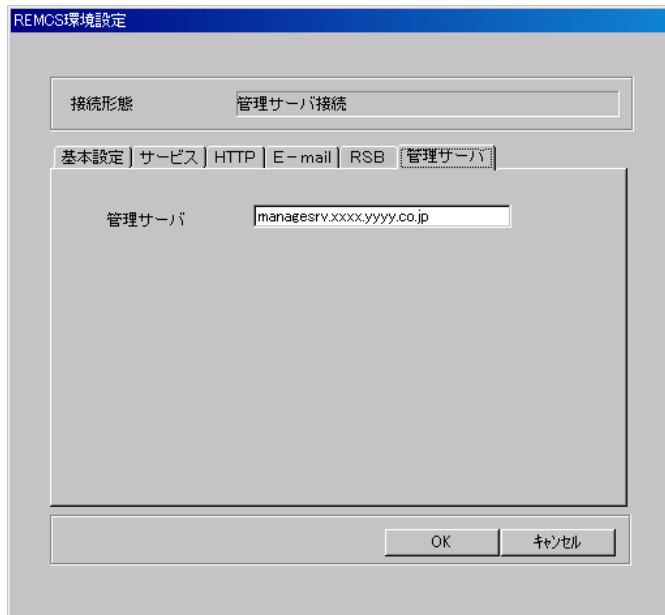 REMCS環境設定
接続形態 管理サーバ接続
基本設定 サービス HTTP E-mail RSB 管理サーバ
管理サーバ managesrv.xxxx.yyyy.co.jp
OK ｷｬﾝｾﾙ